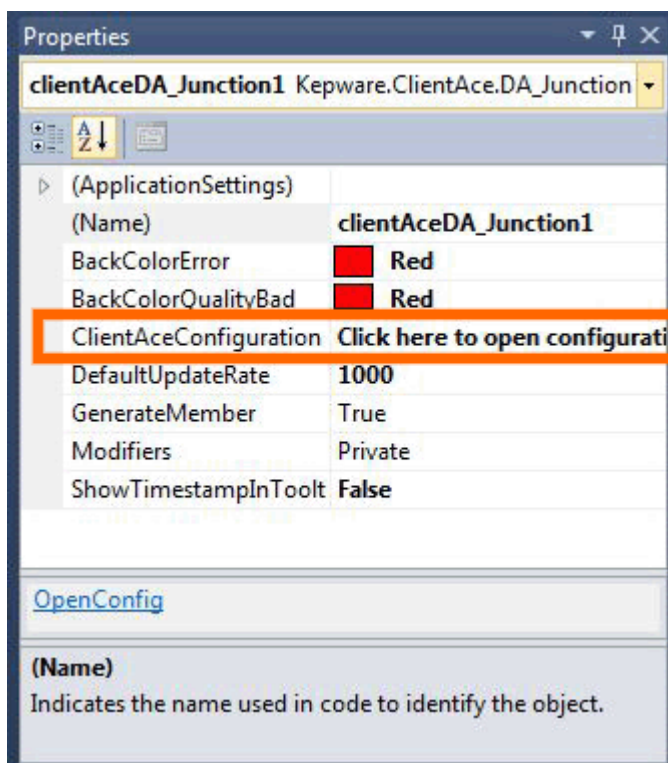 Properties
clientAceDA_Junction1 Kepware.ClientAce.DA_Junction
A
Z
(ApplicationSettings)
(Name) clientAceDA_Junction1
BackColorError Red
BackColorQualityBad Red
ClientAceConfiguration Click here to open configurati
DefaultUpdateRate 1000
GenerateMember True
Modifiers Private
ShowTimestampInToolt False
OpenConfig
(Name)
Indicates the name used in code to identify the object.